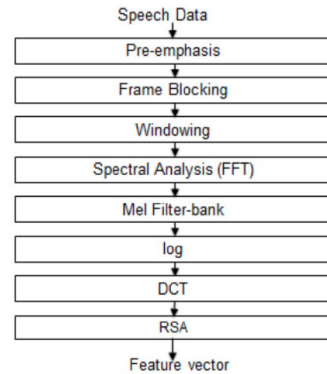 Speech Data
Pre-emphasis
Frame Blocking
Windowing
Spectral Analysis (FFT)
Mel Filter-bank
log
DCT
RSA
Feature vector